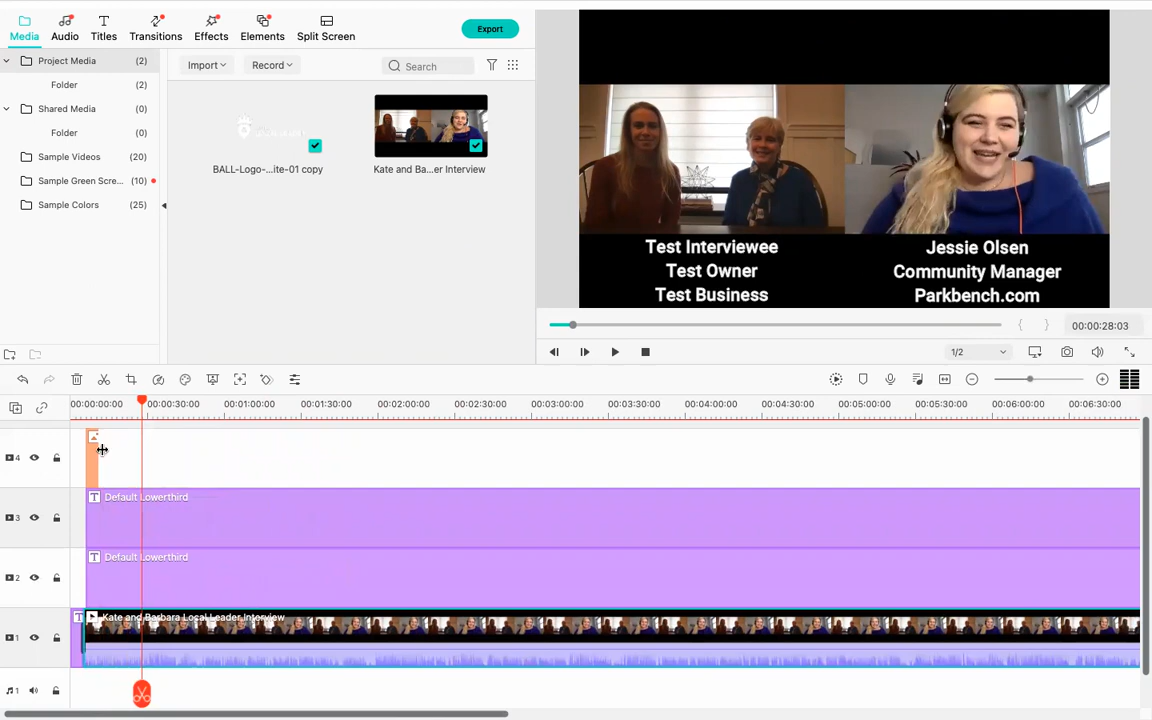 Media
Audio
Titles
Transitions
Effects
Elements
Split Screen
Export
Project Media (2)
Folder (2)
Shared Media (0)
Folder (0)
Sample Videos (20)
Sample Green Scre... (10)
Sample Colors (25)
Import
Record
Search
BALL-Logo-...ite-01 copy
Kate and Ba...er Interview
Test Interviewee
Test Owner
Test Business
Jessie Olsen
Community Manager
Parkbench.com
{ }
00:00:28:03
1/2
00:00:00:00 00:00:30:00 00:01:00:00 00:01:30:00 00:02:00:00 00:02:30:00 00:03:00:00 00:03:30:00 00:04:00:00 00:04:30:00 00:05:00:00 00:05:30:00 00:06:00:00 00:06:30:00
4
3
T Default Lowerthird
2
T Default Lowerthird
1
T Kate and Barbara Local Leader Interview
1